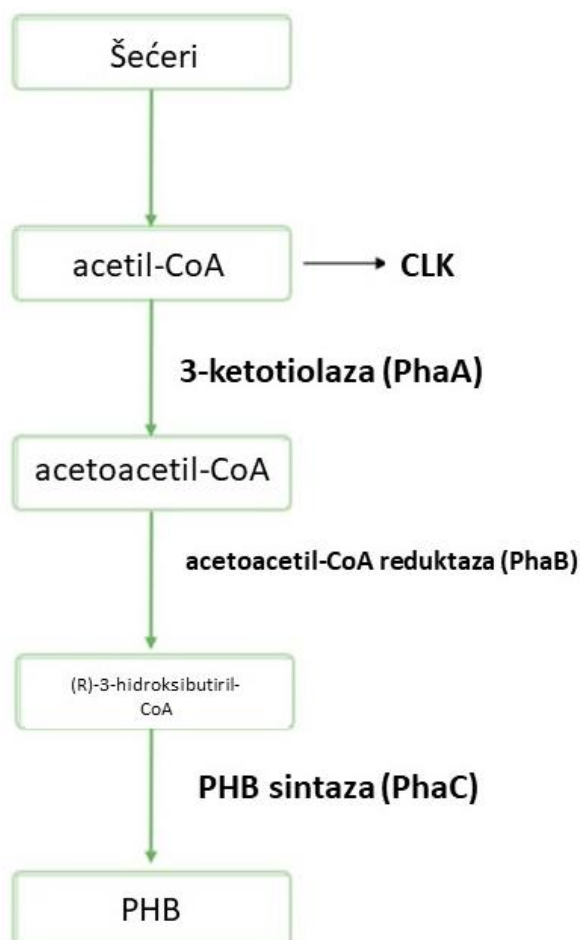 Šećeri
acetil-CoA
CLK
3-ketotiolaza (PhaA)
acetoacetil-CoA
acetoacetil-CoA reduktaza (PhaB)
(R)-3-hidroksibutiril-
CoA
PHB sintaza (PhaC)
PHB